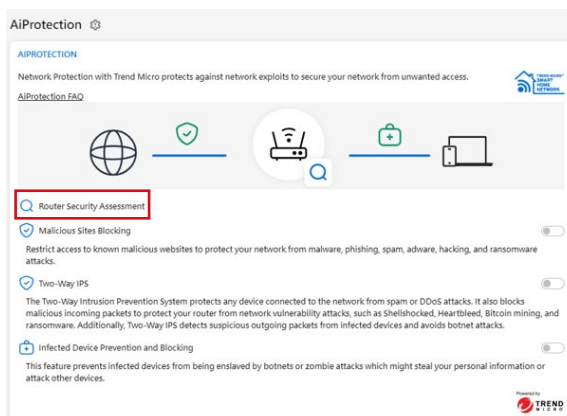 AiProtection
AIPROTECTION
Network Protection with Trend Micro protects against network exploits to secure your network from unwanted access.
TREND MICRO™
SMART
HOME
NETWORK
AiProtection FAQ
Router Security Assessment
Malicious Sites Blocking
Restrict access to known malicious websites to protect your network from malware, phishing, spam, adware, hacking, and ransomware
attacks.
Two-Way IPS
The Two-Way Intrusion Prevention System protects any device connected to the network from spam or DDoS attacks. It also blocks
malicious incoming packets to protect your router from network vulnerability attacks, such as Shellshocked, Heartbleed, Bitcoin mining, and
ransomware. Additionally, Two-Way IPS detects suspicious outgoing packets from infected devices and avoids botnet attacks.
Infected Device Prevention and Blocking
This feature prevents infected devices from being enslaved by botnets or zombie attacks which might steal your personal information or
attack other devices.
Powered by
TREND
MICRO